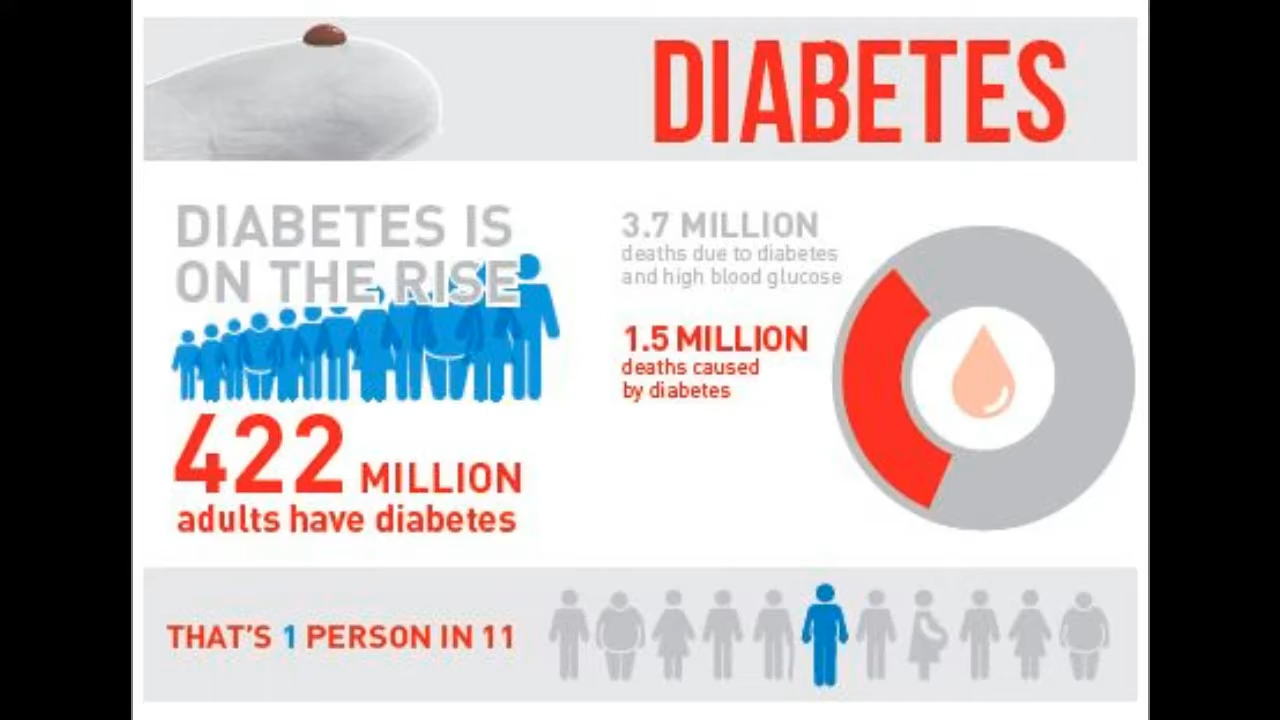 DIABETES
DIABETES IS
ON THE RISE
422 MILLION
adults have diabetes
3.7 MILLION
deaths due to diabetes
and high blood glucose
1.5 MILLION
deaths caused
by diabetes
THAT'S 1 PERSON IN 11